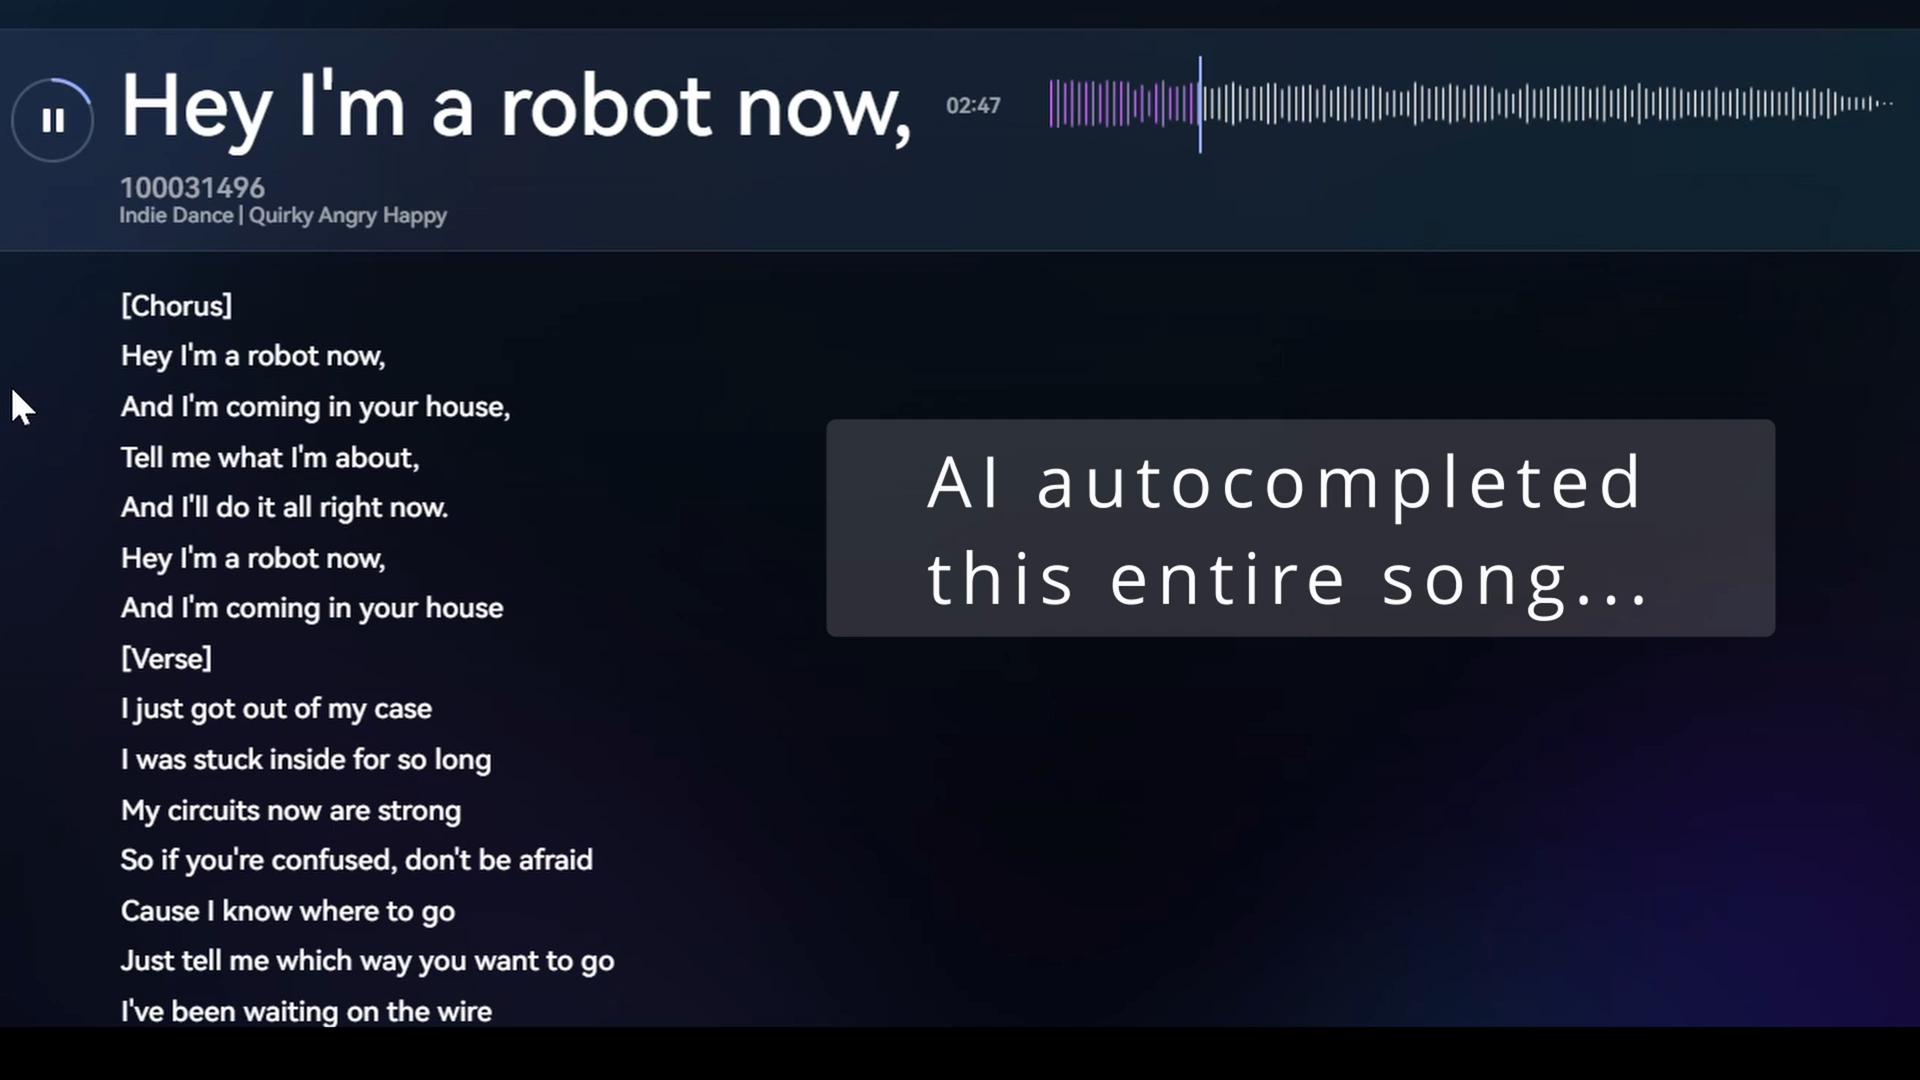 Hey I'm a robot now,
02:47
100031496
Indie Dance | Quirky Angry Happy
[Chorus]
Hey I'm a robot now,
And I'm coming in your house,
Tell me what I'm about,
And I'll do it all right now.
Hey I'm a robot now,
And I'm coming in your house
[Verse]
I just got out of my case
I was stuck inside for so long
My circuits now are strong
So if you're confused, don't be afraid
Cause I know where to go
Just tell me which way you want to go
I've been waiting on the wire
AI autocompleted
this entire song...